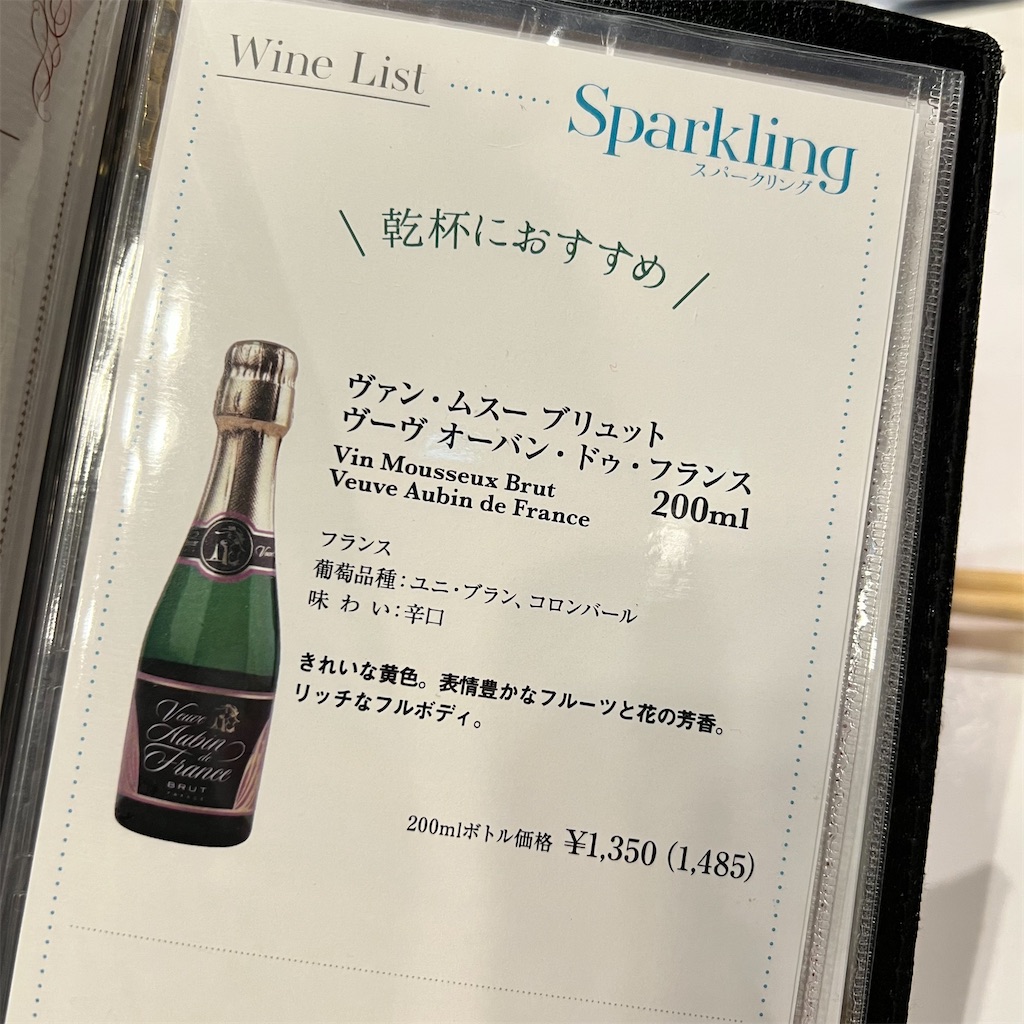 Wine List
Sparkling
スパークリング
乾杯におすすめ
ヴァン・ムスー ブリュット
ヴーヴ オーバン・ドゥ・フランス
Vin Mousseux Brut
Veuve Aubin de France
200ml
フランス
葡萄品種:ユニ・ブラン、コロンバール
味わい:辛口
きれいな黄色。表情豊かなフルーツと花の芳香。
リッチなフルボディ。
Veuve
Aubin
de
France
BRUT
200mlボトル価格 ¥1,350 (1,485)